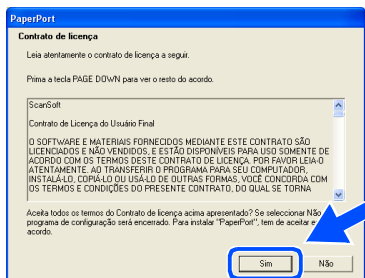 PaperPort
Contrato de licença
Leia atentamente o contrato de licença a seguir.
Prima a tecla PAGE DOWN para ver o resto do acordo.
ScanSoft
Contrato de Licença do Usuário Final
O SOFTWARE E MATERIAIS FORNECIDOS MEDIANTE ESTE CONTRATO SÃO
LICENCIADOS E NÃO VENDIDOS, E ESTÃO DISPONÍVEIS PARA USO SOMENTE DE
ACORDO COM OS TERMOS DESTE CONTRATO DE LICENÇA. POR FAVOR LEIA-O
ATENTAMENTE. AO TRANSFERIR O PROGRAMA PARA SEU COMPUTADOR,
INSTALÁ-LO, COPIÁ-LO OU USÁ-LO DE OUTRAS FORMAS, VOCÊ CONCORDA COM
OS TERMOS E CONDIÇÕES DO PRESENTE CONTRATO, DO QUAL SE TORNA
Aceita todos os termos do Contrato de licença acima apresentado? Se seleccionar Não
programa de configuração será encerrado. Para instalar "PaperPort", tem de aceitar e
acordo.
Sim
Não